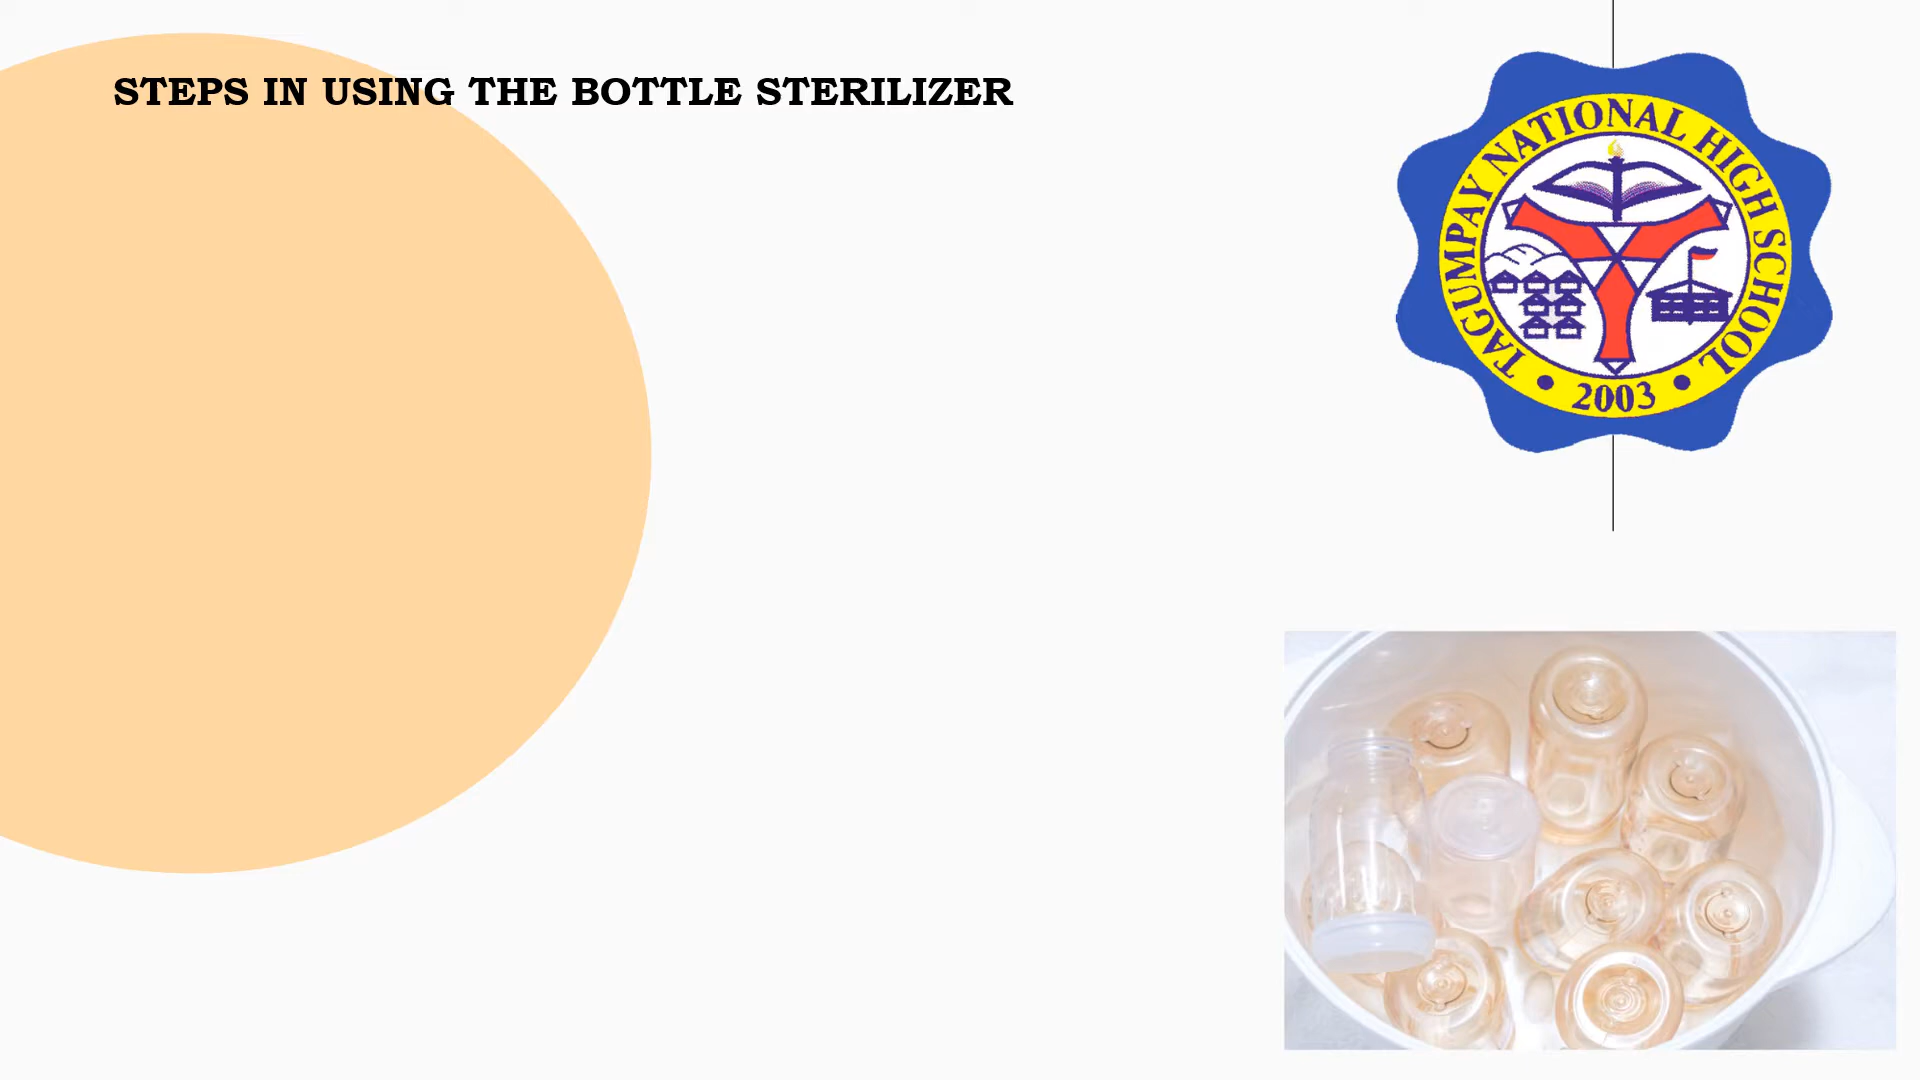 STEPS IN USING THE BOTTLE STERILIZER
TAGUMPAY NATIONAL HIGH SCHOOL
• 2003 •